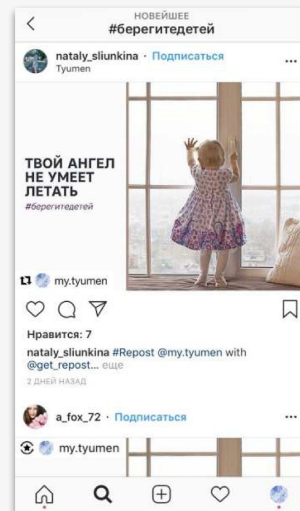 НОВЕЙШЕЕ
#берегитедетей
nataly_sliunkina · Подписаться
Tyumen
ТВОЙ АНГЕЛ
НЕ УМЕЕТ
ЛЕТАТЬ
#берегитедетей
my.tyumen
Нравится: 7
nataly_sliunkina #Repost @my.tyumen with
@get_repost... еще
2 ДНЕЙ НАЗАД
a_fox_72 · Подписаться
my.tyumen